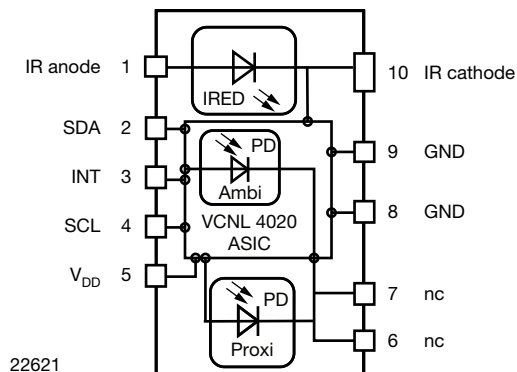 IR anode 1
10 IR cathode
IRED
SDA 2
PD
9 GND
INT 3
Ambi
SCL 4
VCNL 4020
8 GND
ASIC
VDD 5
PD
7 nc
Proxi
6 nc
22621